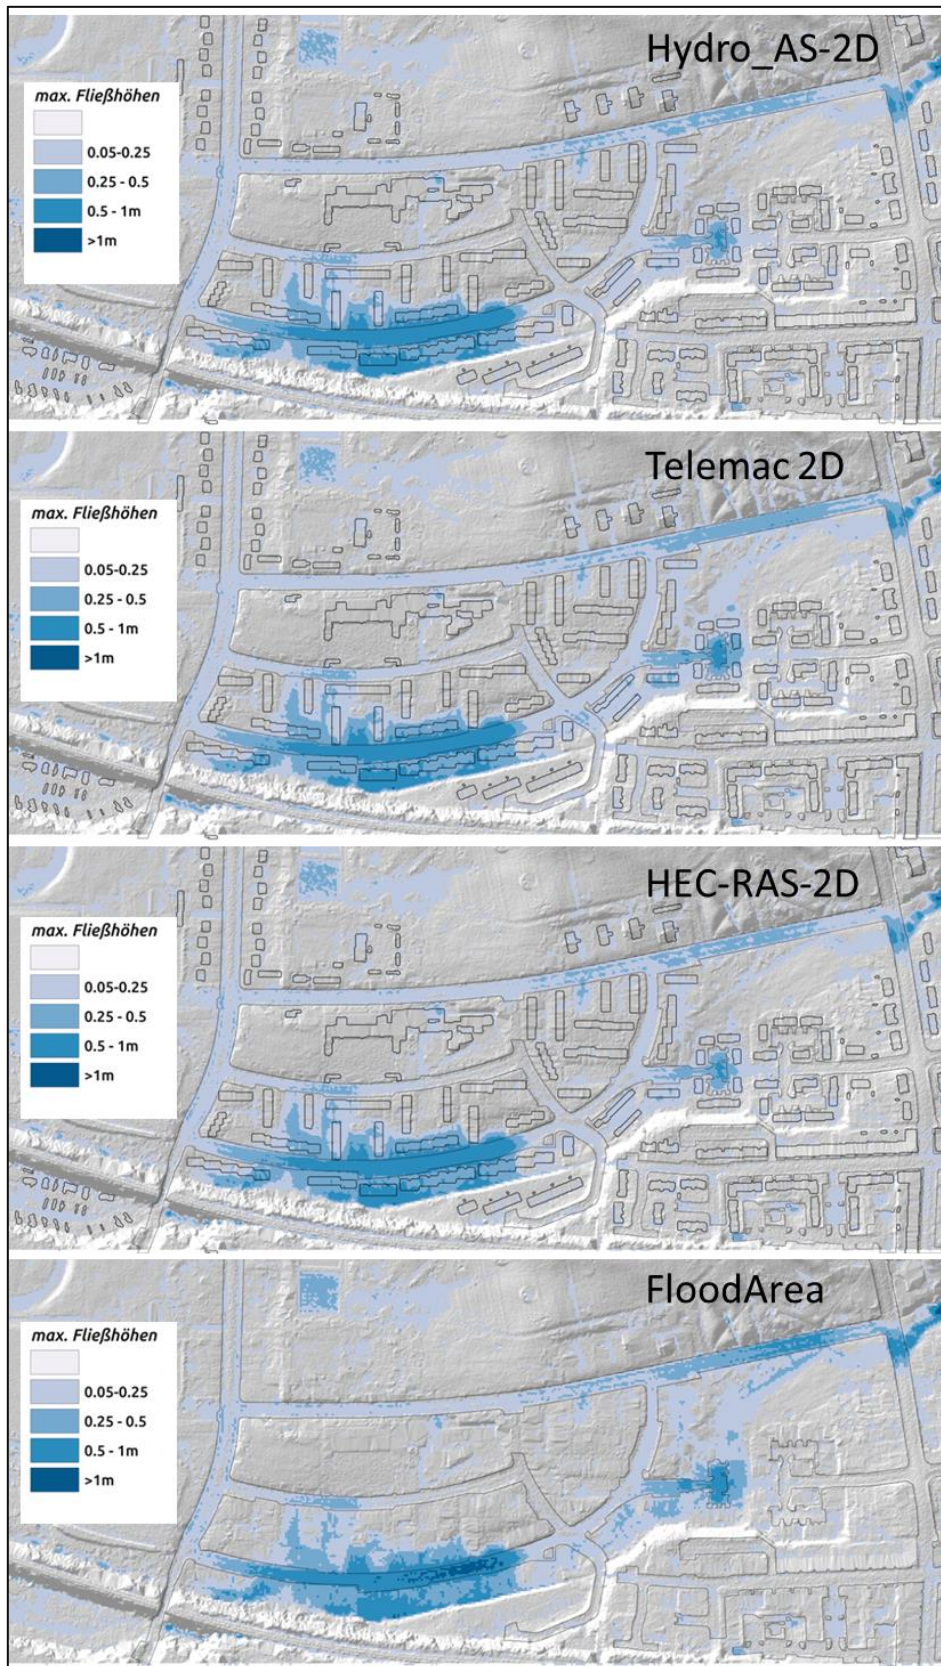 Hydro_AS-2D
max. Fließhöhen
0.05-0.25
0.25 - 0.5
0.5 - 1m
>1m
Telemac 2D
max. Fließhöhen
0.05-0.25
0.25 - 0.5
0.5 - 1m
>1m
HEC-RAS-2D
max. Fließhöhen
0.05-0.25
0.25 - 0.5
0.5 - 1m
>1m
FloodArea
max. Fließhöhen
0.05-0.25
0.25 - 0.5
0.5 - 1m
>1m